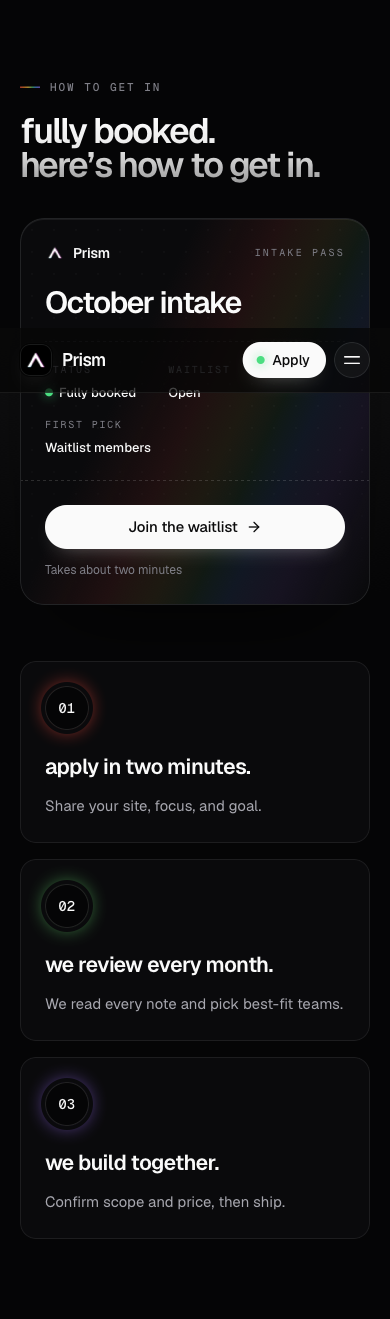 HOW TO GET IN
fully booked.
here’s how to get in.
Prism
INTAKE PASS
October intake
Prism
Apply
WAITLIST
Fully booked
Open
FIRST PICK
Waitlist members
Join the waitlist →
Takes about two minutes
01
apply in two minutes.
Share your site, focus, and goal.
02
we review every month.
We read every note and pick best-fit teams.
03
we build together.
Confirm scope and price, then ship.